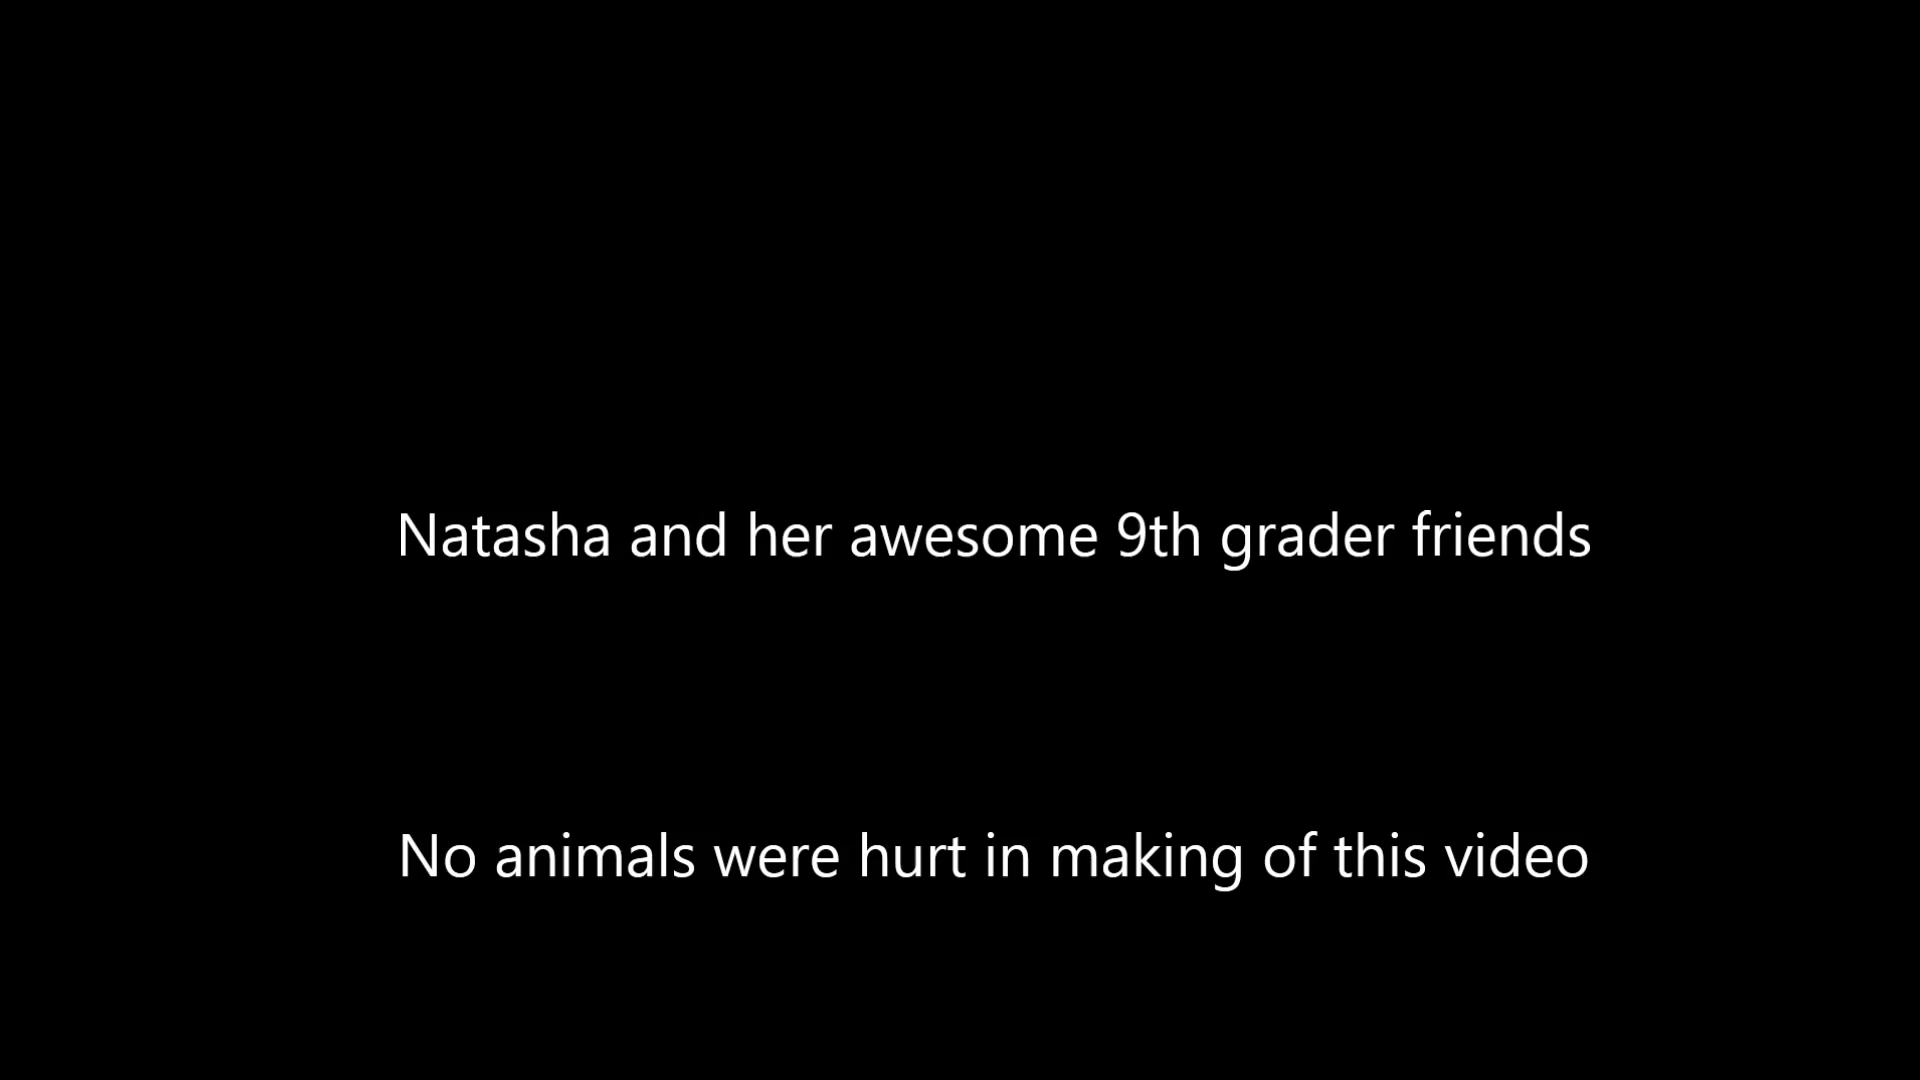 Natasha and her awesome 9th grader friends
No animals were hurt in making of this video